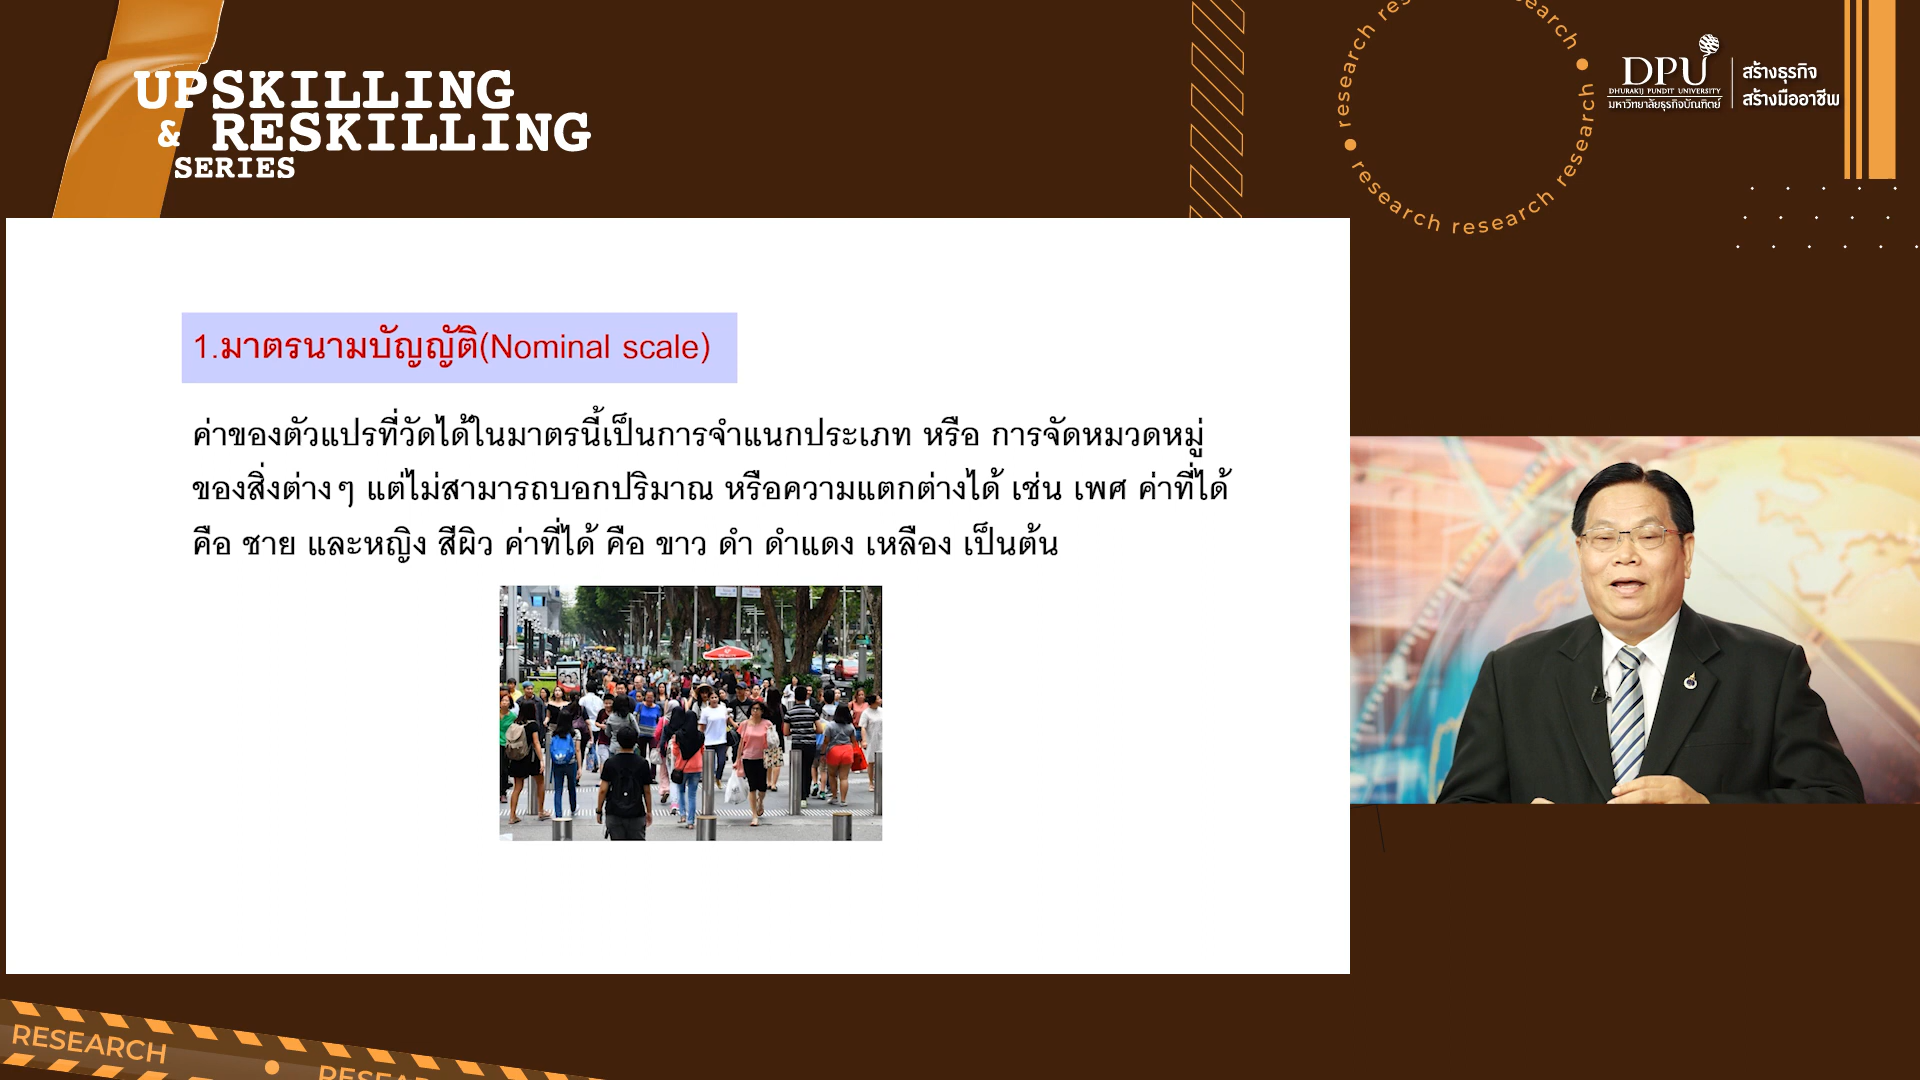 UPSKILLING
& RESKILLING
SERIES
research research research research
DPU
DHURAKIJ PUNDIT UNIVERSITY
มหาวิทยาลัยธุรกิจบัณฑิตย์
สร้างธุรกิจ
สร้างมืออาชีพ
1.มาตรนามบัญญัติ(Nominal scale)
ค่าของตัวแปรที่วัดได้ในมาตรนี้เป็นการจำแนกประเภท หรือ การจัดหมวดหมู่
ของสิ่งต่างๆ แต่ไม่สามารถบอกปริมาณ หรือความแตกต่างได้ เช่น เพศ ค่าที่ได้
คือ ชาย และหญิง สีผิว ค่าที่ได้ คือ ขาว ดำ ดำแดง เหลือง เป็นต้น
RESEARCH